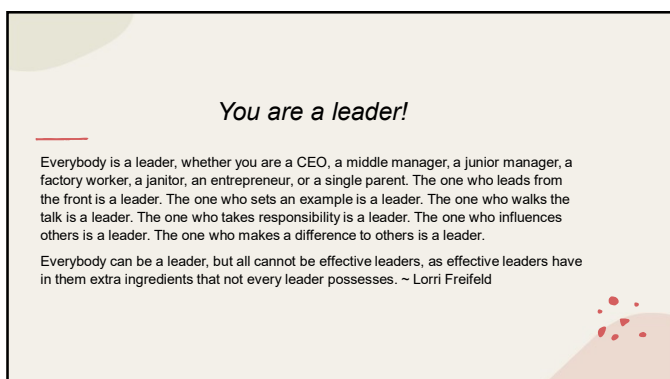 You are a leader!
Everybody is a leader, whether you are a CEO, a middle manager, a junior manager, a
factory worker, a janitor, an entrepreneur, or a single parent. The one who leads from
the front is a leader. The one who sets an example is a leader. The one who walks the
talk is a leader. The one who takes responsibility is a leader. The one who influences
others is a leader. The one who makes a difference to others is a leader.
Everybody can be a leader, but all cannot be effective leaders, as effective leaders have
in them extra ingredients that not every leader possesses. ~ Lorri Freifeld